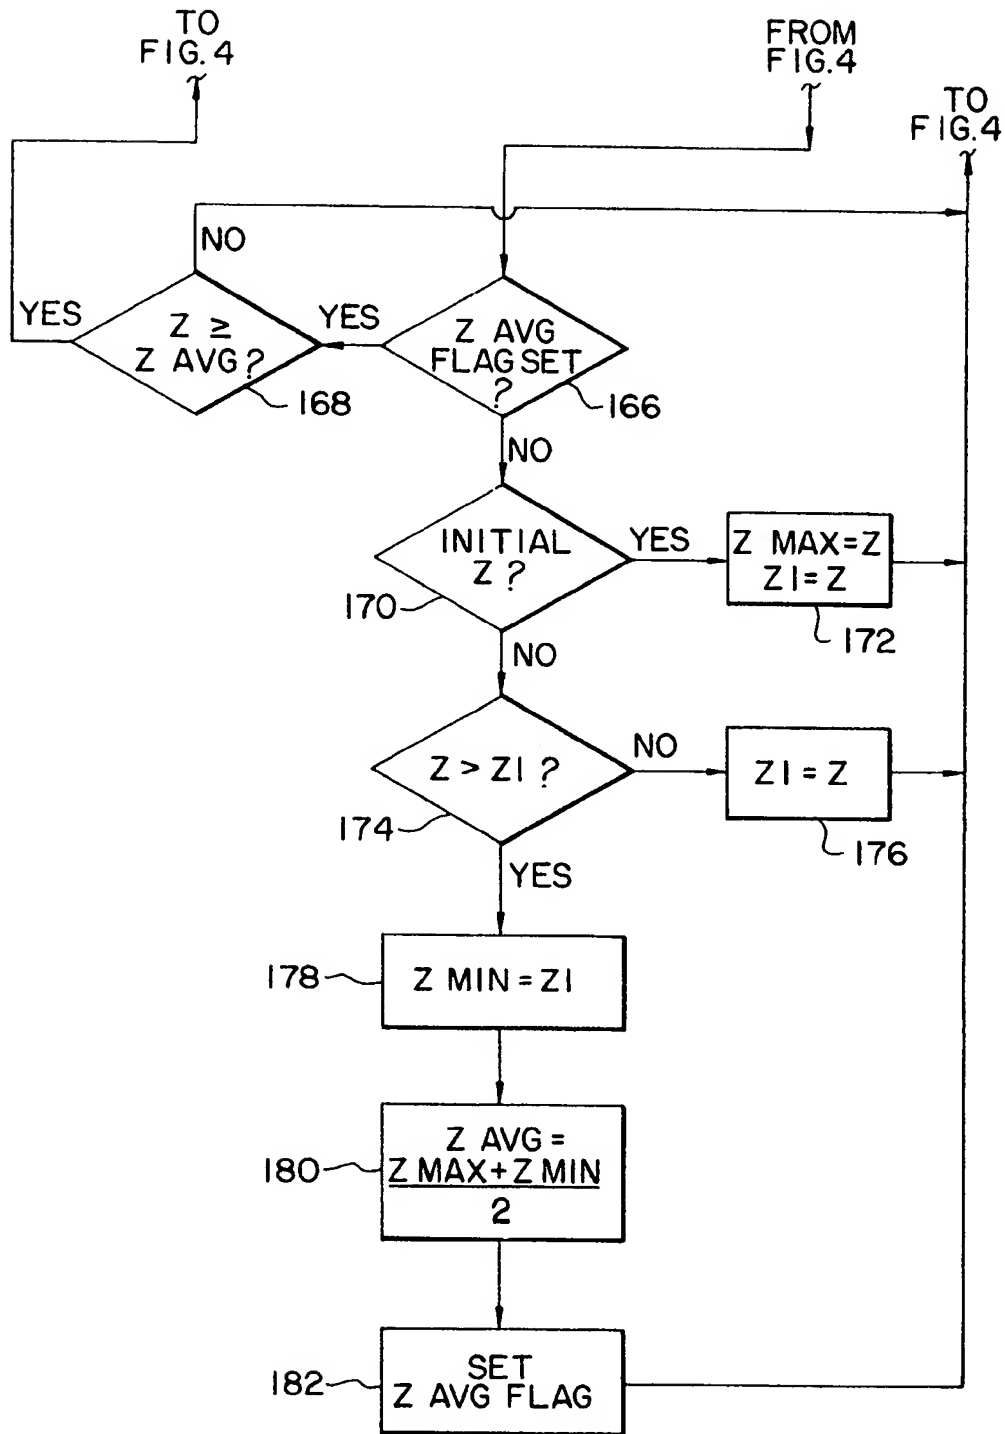 TO
FIG.4
FROM
FIG.4
TO
FIG.4
NO
YES
Z ≥
Z AVG?
168
YES
Z AVG
FLAG SET
?
166
NO
INITIAL
Z ?
170
YES
Z MAX=Z
Z1=Z
172
NO
Z > Z1 ?
174
NO
Z1 = Z
176
YES
178
Z MIN = Z1
180
Z AVG =
Z MAX+Z MIN
2
182
SET
Z AVG FLAG